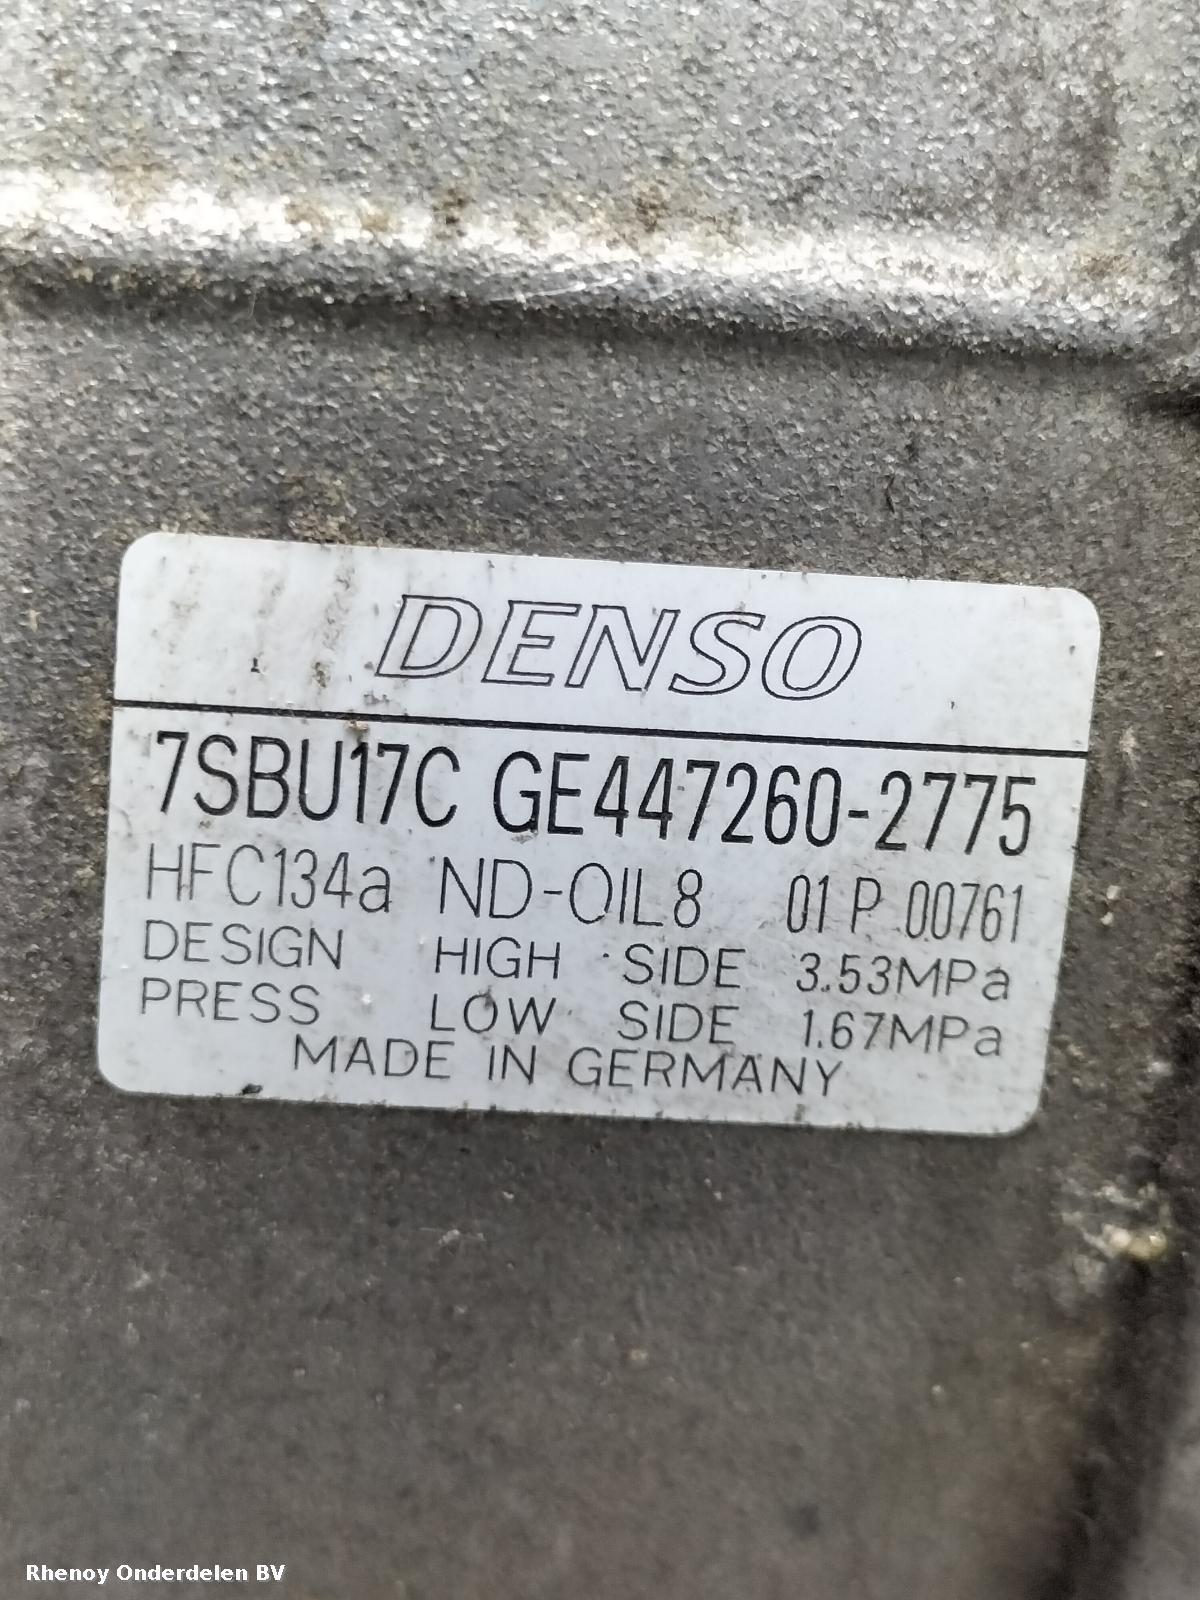 DENSO
7SBU17C GE447260-2775
HFC134a ND-OIL8 01 P 00761
DESIGN HIGH SIDE 3.53MPa
PRESS LOW SIDE 1.67MPa
MADE IN GERMANY
Rhenoy Onderdelen BV